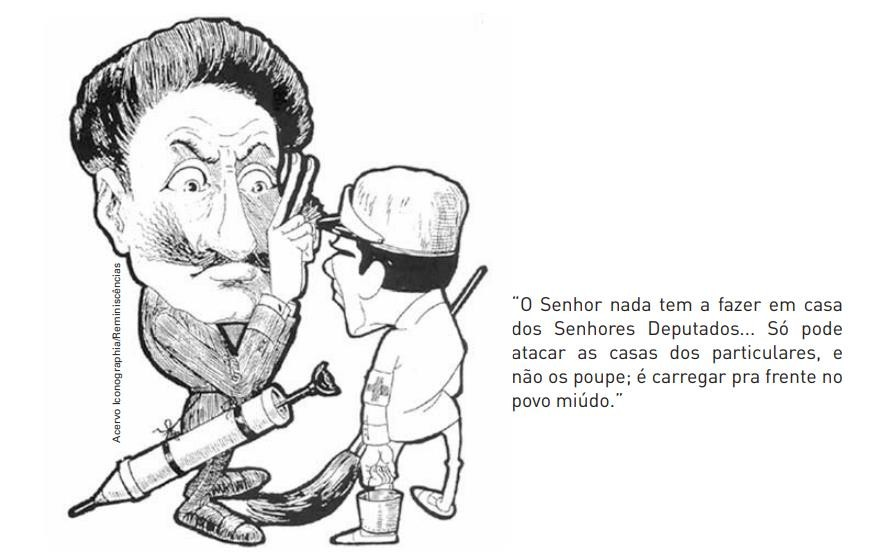 Acervo Iconographia/Reminiscências
“O Senhor nada tem a fazer em casa
dos Senhores Deputados... Só pode
atacar as casas dos particulares, e
não os poupe; é carregar pra frente no
povo miúdo.”